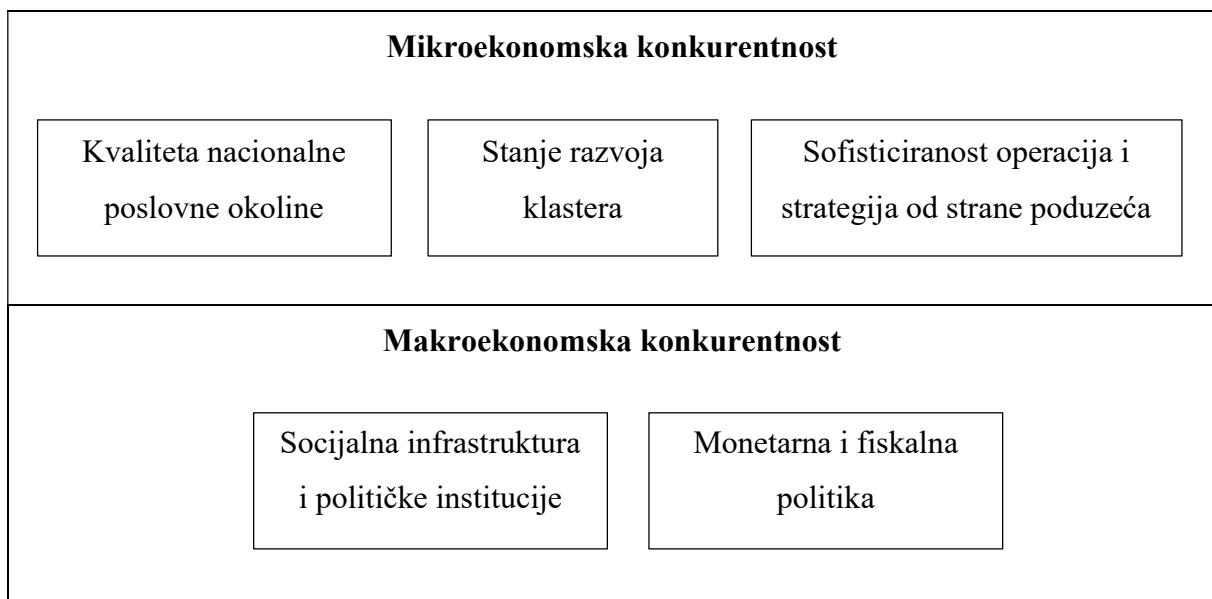 Mikroekonomska konkurentnost
Kvaliteta nacionalne
poslovne okoline
Stanje razvoja
klastera
Sofisticiranost operacija i
strategija od strane poduzeća
Makroekonomska konkurentnost
Socijalna infrastruktura
i političke institucije
Monetarna i fiskalna
politika